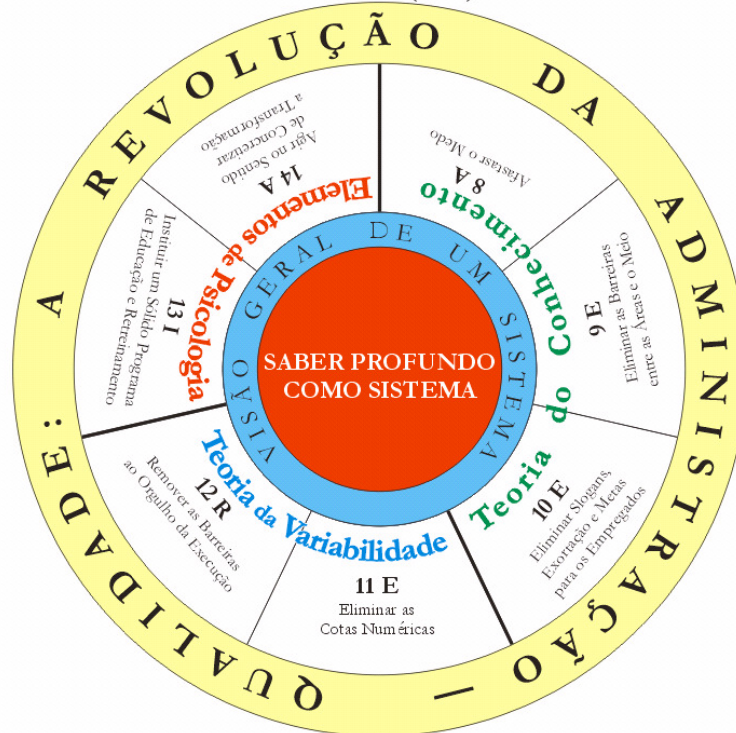 QUALIDADE: A REVOLUÇÃO DA ADMINISTRAÇÃO —
VISÃO GERAL DE UM SISTEMA
SABER PROFUNDO
COMO SISTEMA
Teoria do Conhecimento
8 A
Afastasr o Medo
9 E
Eliminar as Barreiras
entre as Áreas e o Meio
10 E
Eliminar Slogans,
Exortação e Metas
para os Empregados
Teoria da Variabilidade
11 E
Eliminar as
Cotas Numéricas
12 R
Remover as Barreiras
ao Orgulho da Execução
Elementos de Psicologia
13 I
Instituir um Sólido Programa
de Educação e Retreinamento
14 A
Agir no Sentido
de Concretizar
a Transformação